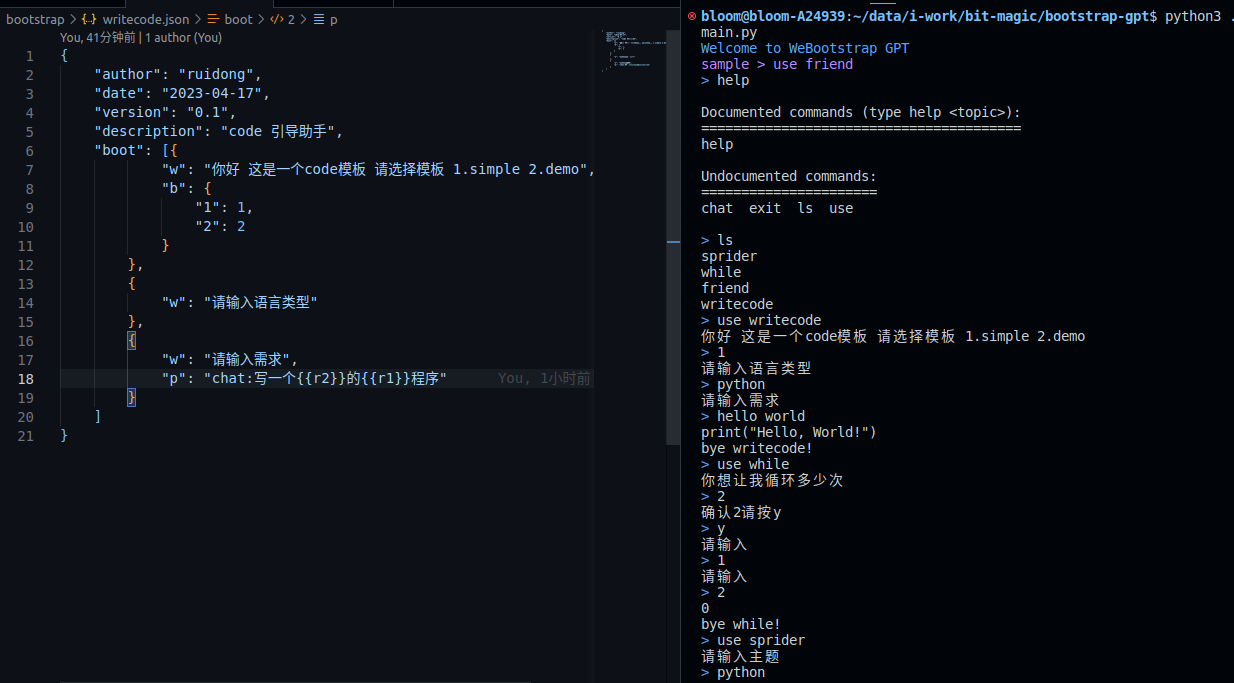 bootstrap > {..} writecode.json > boot > 2 > p
You, 41分钟前 | 1 author (You)
1 {
2 "author": "ruidong",
3 "date": "2023-04-17",
4 "version": "0.1",
5 "description": "code 引导助手",
6 "boot": [{
7 "w": "你好 这是一个code模板 请选择模板 1.simple 2.demo",
8 "b": {
9 "1": 1,
10 "2": 2
11 }
12 },
13 {
14 "w": "请输入语言类型"
15 },
16 {
17 "w": "请输入需求",
18 "p": "chat:写一个{{r2}}的{{r1}}程序" You, 1小时前
19 }
20 ]
21 }
bloom@bloom-A24939:~/data/i-work/bit-magic/bootstrap-gpt$ python3 .
main.py
Welcome to WeBootstrap GPT
sample > use friend
> help
Documented commands (type help <topic>):
========================================
help
Undocumented commands:
======================
chat exit ls use
> ls
sprider
while
friend
writecode
> use writecode
你好 这是一个code模板 请选择模板 1.simple 2.demo
> 1
请输入语言类型
> python
请输入需求
> hello world
print("Hello, World!")
bye writecode!
> use while
你想让我循环多少次
> 2
确认2请按y
> y
请输入
> 1
请输入
> 2
0
bye while!
> use sprider
请输入主题
> python